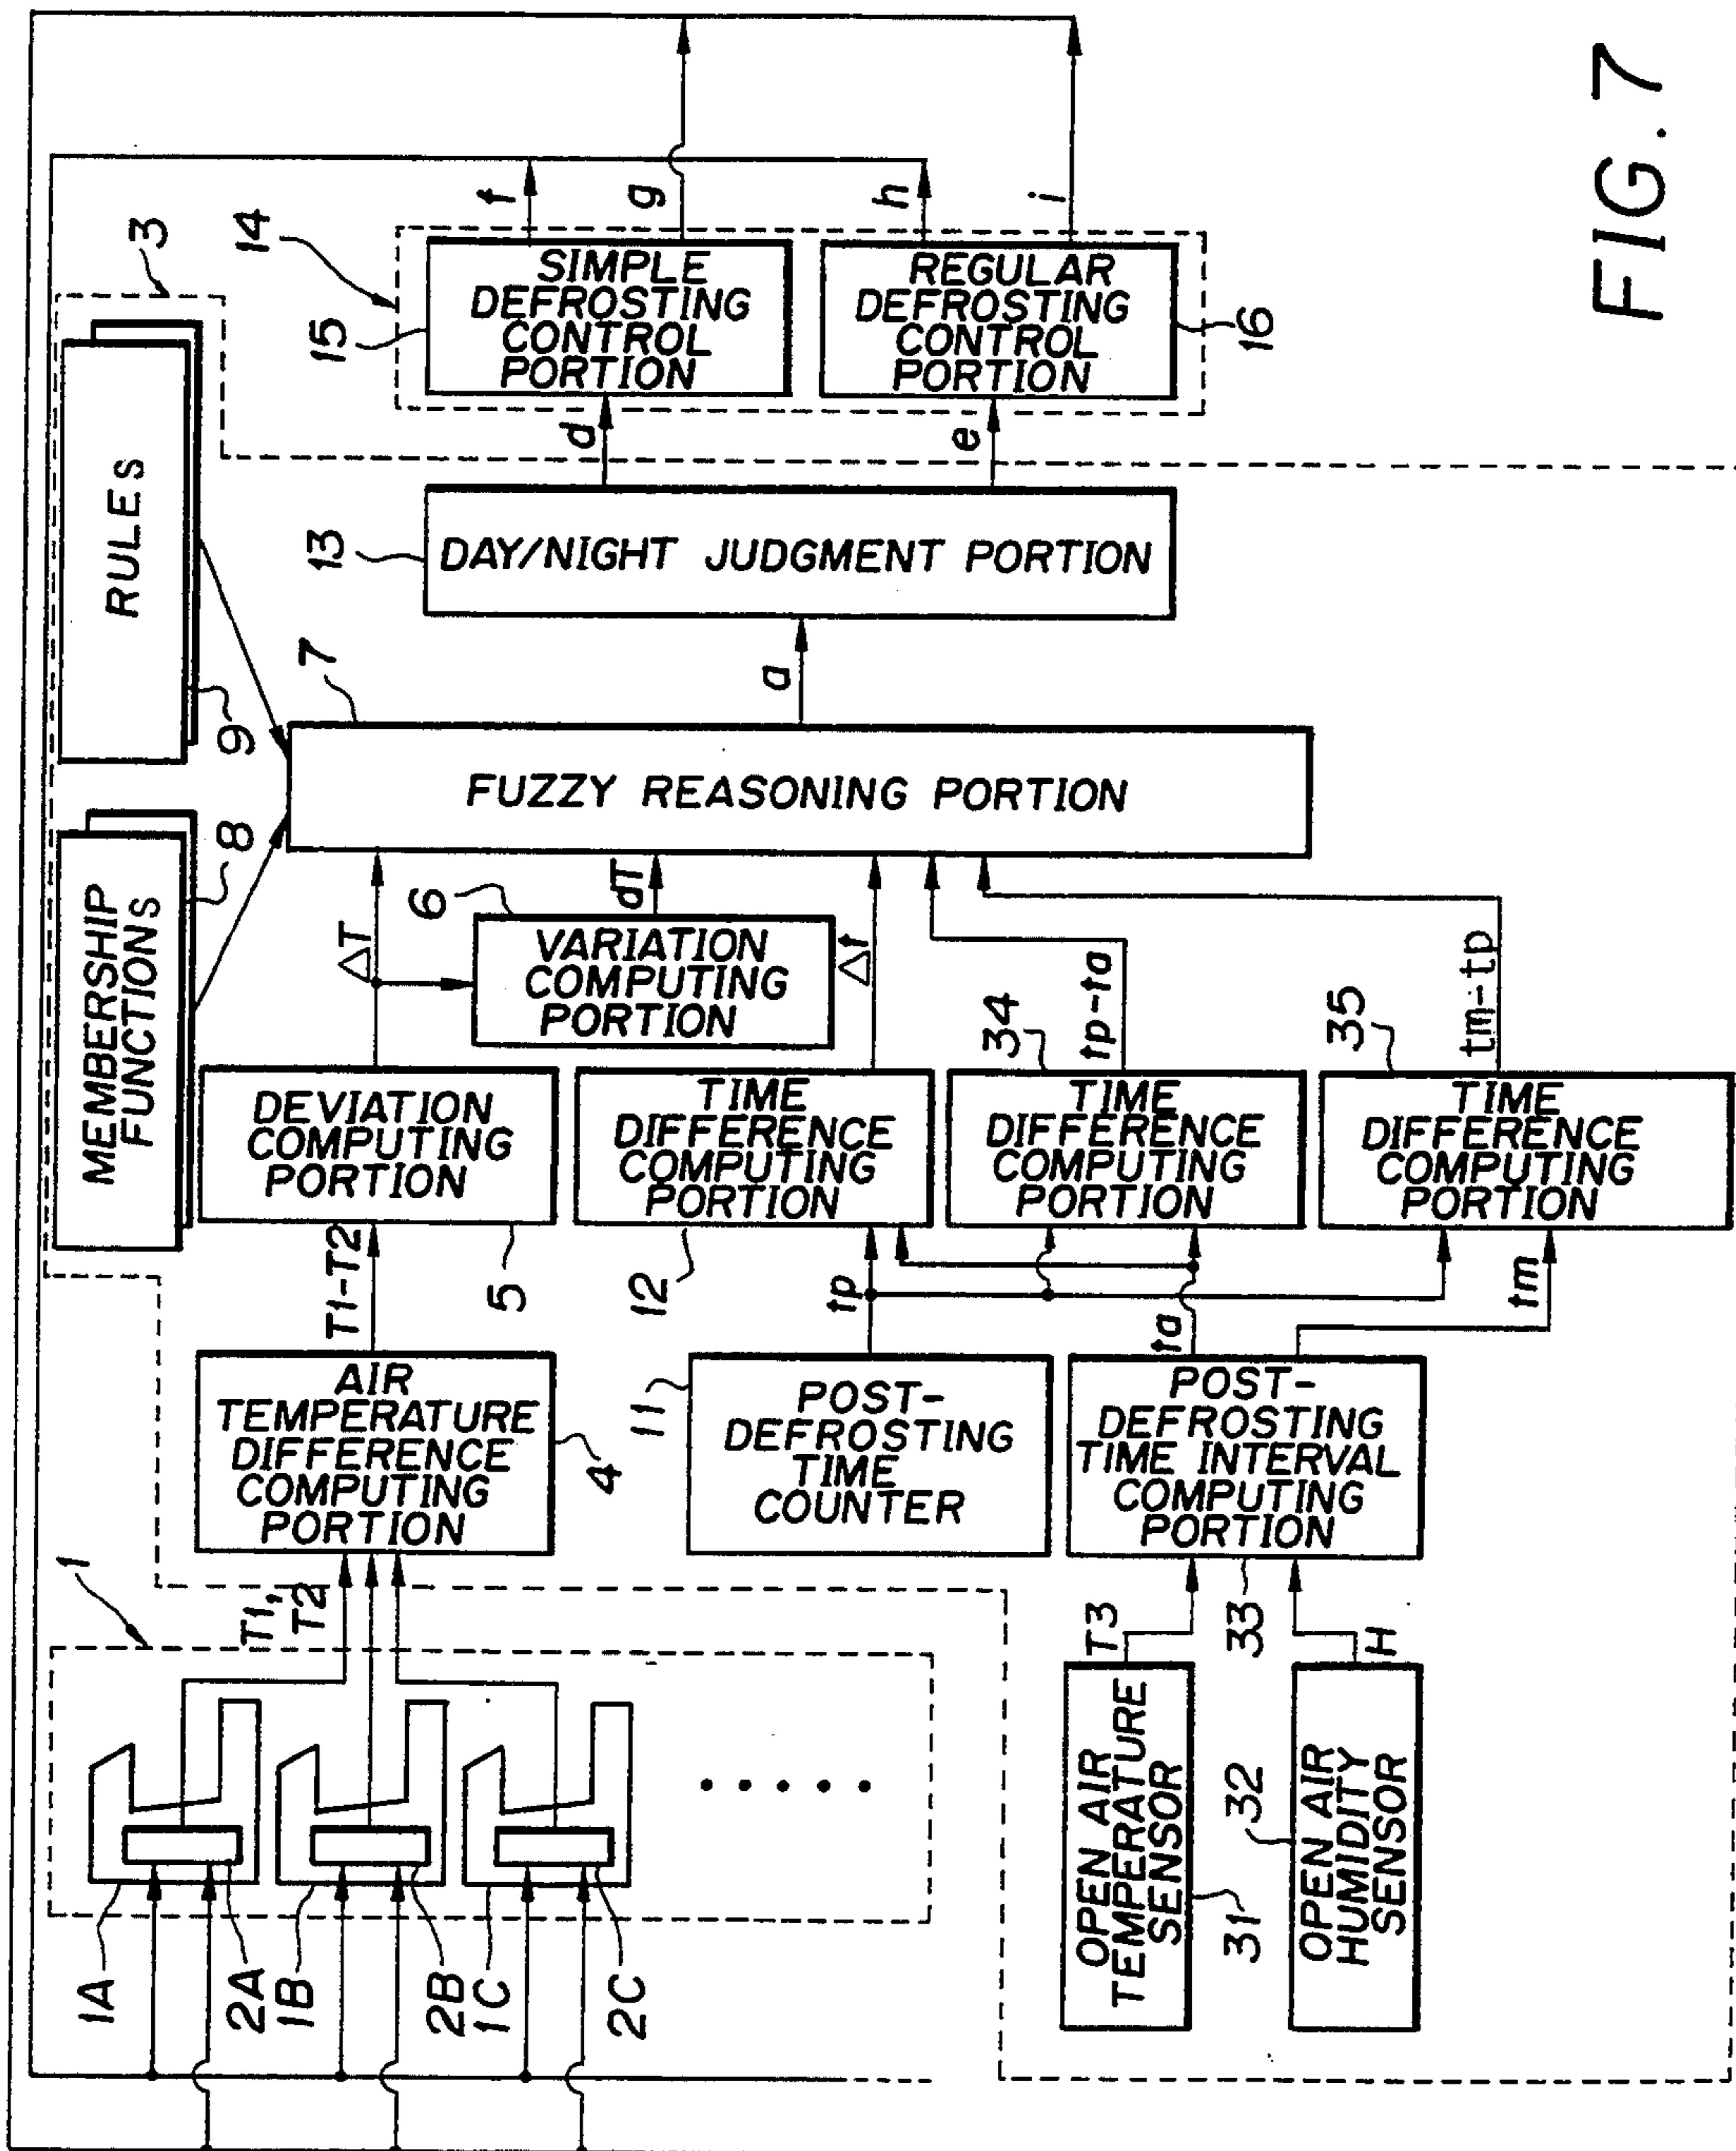 FIG.7
1
1A
2A
1B
2B
1C
2C
T1,
T2
AIR
TEMPERATURE
DIFFERENCE
COMPUTING
PORTION
4
T1-T2
DEVIATION
COMPUTING
PORTION
5
MEMBERSHIP
FUNCTIONS
8
RULES
9
3
ΔT
VARIATION
COMPUTING
PORTION
6
dT
POST-
DEFROSTING
TIME
COUNTER
11
tp
TIME
DIFFERENCE
COMPUTING
PORTION
12
Δt
OPEN AIR
TEMPERATURE
SENSOR
31
T3
OPEN AIR
HUMIDITY
SENSOR
32
H
POST-
DEFROSTING
TIME INTERVAL
COMPUTING
PORTION
33
ta
tm
TIME
DIFFERENCE
COMPUTING
PORTION
34
tp-ta
TIME
DIFFERENCE
COMPUTING
PORTION
35
tm-tp
FUZZY REASONING PORTION
7
a
DAY/NIGHT JUDGMENT PORTION
13
d
e
14
SIMPLE
DEFROSTING
CONTROL
PORTION
15
REGULAR
DEFROSTING
CONTROL
PORTION
16
f
g
h
i